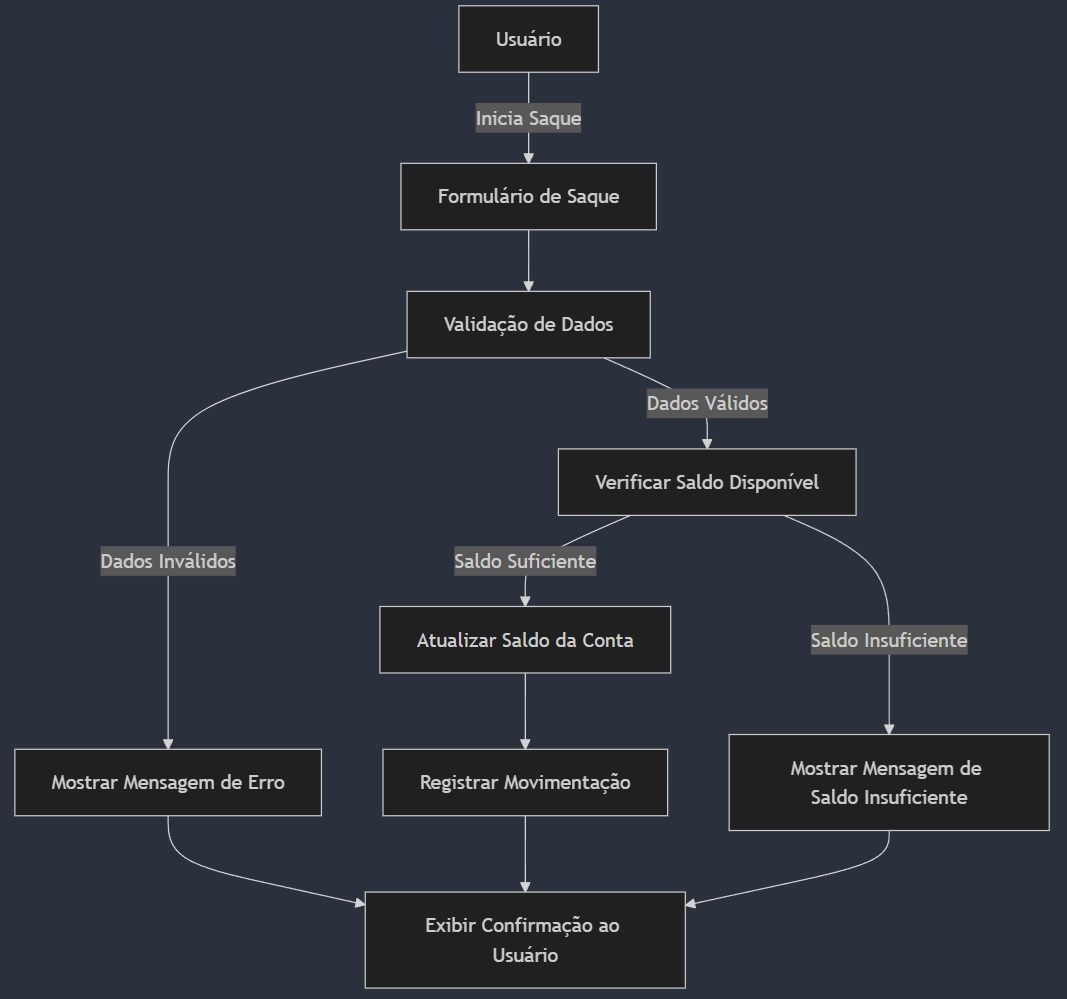 Usuário
Inicia Saque
Formulário de Saque
Validação de Dados
Dados Válidos
Verificar Saldo Disponível
Dados Inválidos
Saldo Suficiente
Atualizar Saldo da Conta
Saldo Insuficiente
Mostrar Mensagem de Erro
Registrar Movimentação
Mostrar Mensagem de
Saldo Insuficiente
Exibir Confirmação ao
Usuário